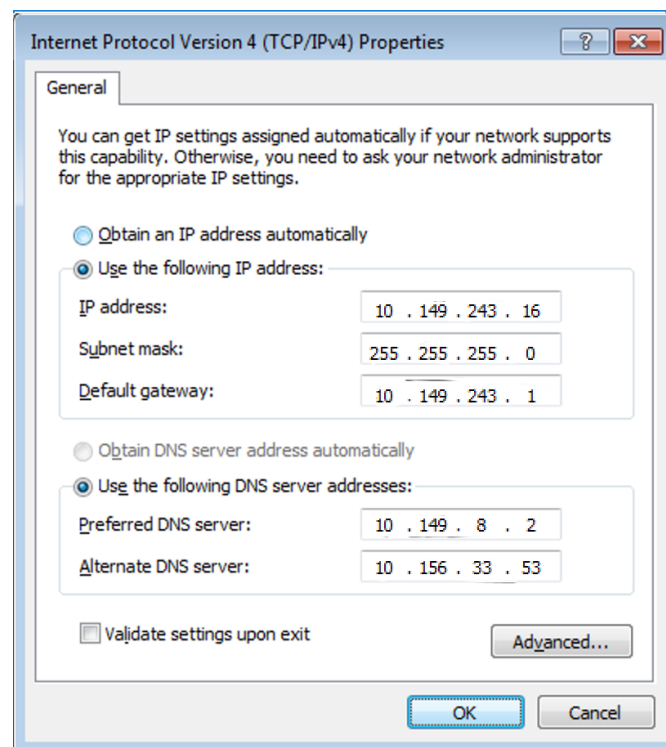 Internet Protocol Version 4 (TCP/IPv4) Properties
General
You can get IP settings assigned automatically if your network supports
this capability. Otherwise, you need to ask your network administrator
for the appropriate IP settings.
Obtain an IP address automatically
Use the following IP address:
IP address: 10 . 149 . 243 . 16
Subnet mask: 255 . 255 . 255 . 0
Default gateway: 10 . 149 . 243 . 1
Obtain DNS server address automatically
Use the following DNS server addresses:
Preferred DNS server: 10 . 149 . 8 . 2
Alternate DNS server: 10 . 156 . 33 . 53
Validate settings upon exit
Advanced...
OK Cancel